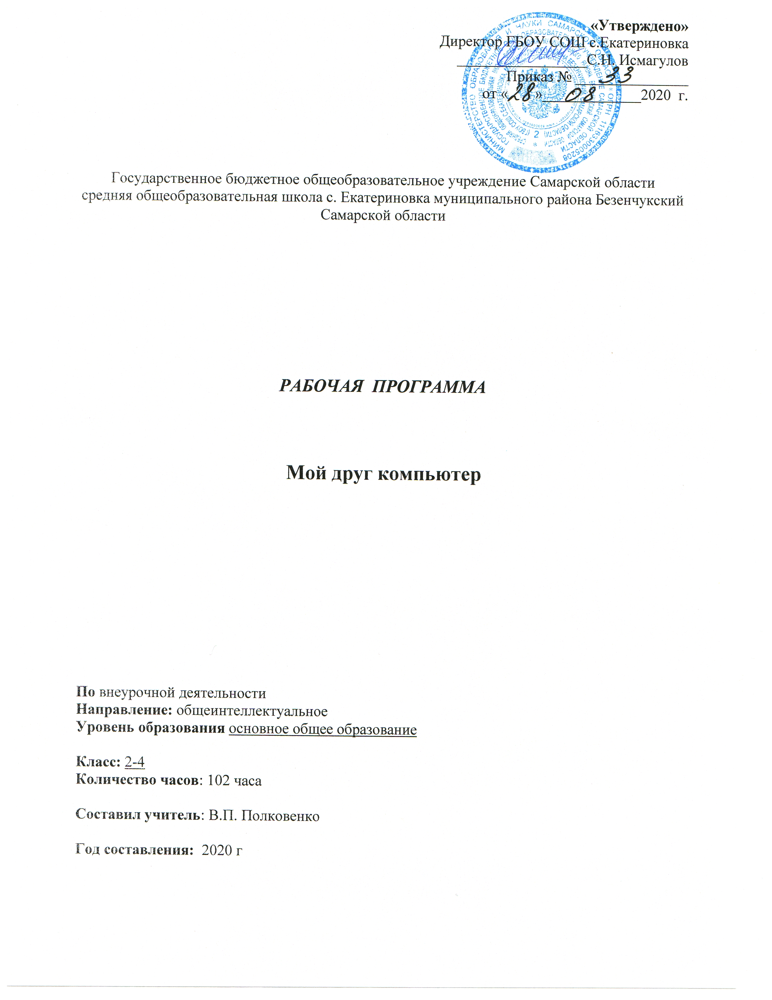 «Утверждено»
Директор ГБОУ СОШ с.Екатериновка
________________С.Н. Исмагулов
Приказ № 33
от «28» 08 2020 г.
МИНИСТЕРСТВО ОБРАЗОВАНИЯ И НАУКИ САМАРСКОЙ ОБЛАСТИ * ОГРН 1116330005208
Государственное бюджетное общеобразовательное учреждение Самарской области
средняя общеобразовательная школа с. Екатериновка муниципального района Безенчукский
Самарской области
РАБОЧАЯ ПРОГРАММА
Мой друг компьютер
По внеурочной деятельности
Направление: общеинтеллектуальное
Уровень образования основное общее образование
Класс: 2-4
Количество часов: 102 часа
Составил учитель: В.П. Полковенко
Год составления: 2020 г